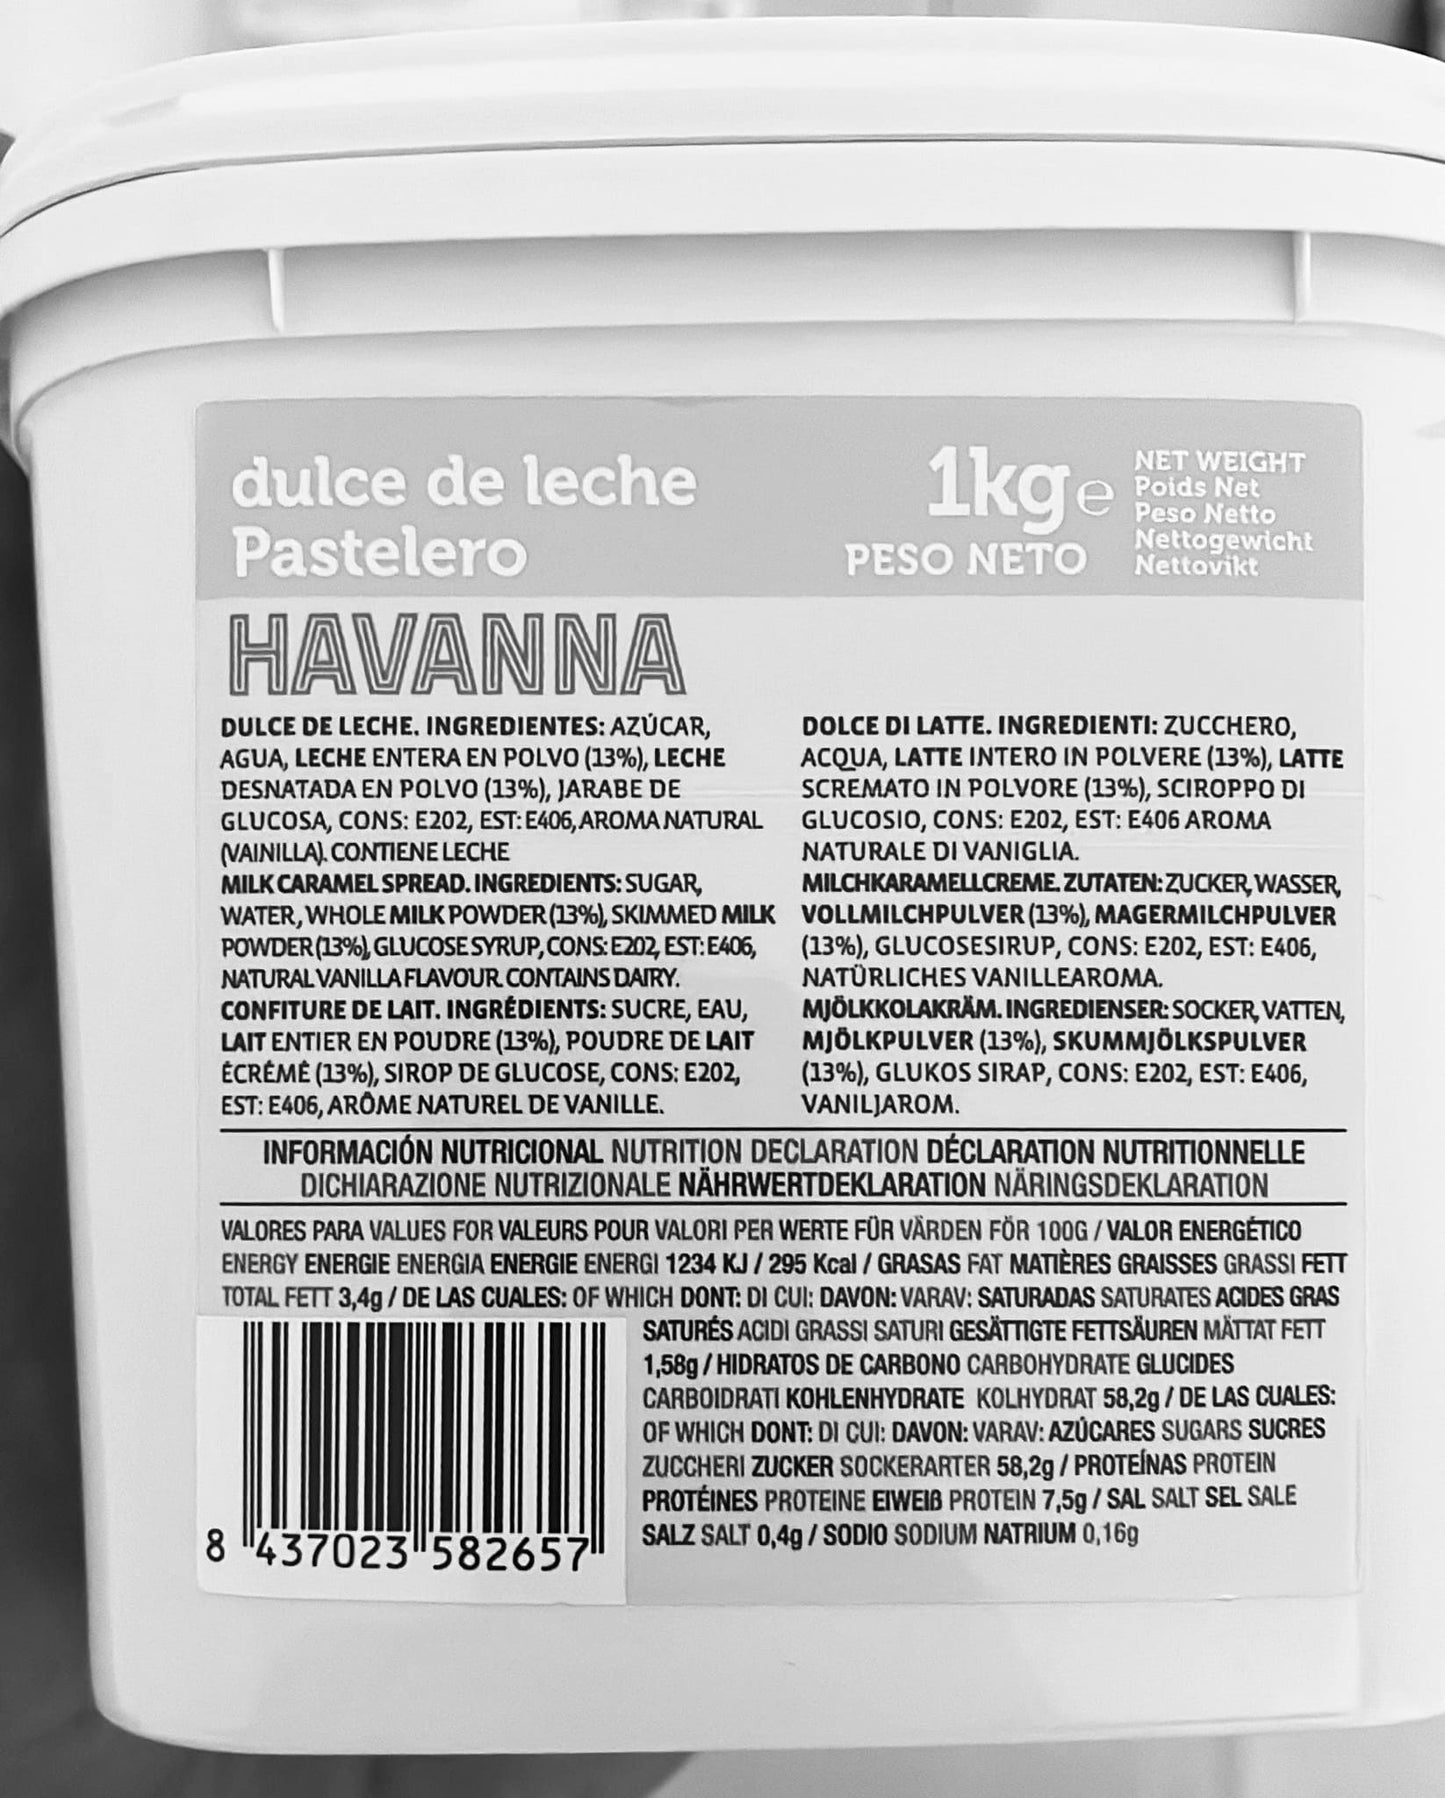 dulce de leche
Pastelero
1kg e
PESO NETO
NET WEIGHT
Poids Net
Peso Netto
Nettogewicht
Nettovikt
HAVANNA
DULCE DE LECHE. INGREDIENTES: AZÚCAR,
AGUA, LECHE ENTERA EN POLVO (13%), LECHE
DESNATADA EN POLVO (13%), JARABE DE
GLUCOSA, CONS: E202, EST: E406, AROMA NATURAL
(VAINILLA). CONTIENE LECHE
MILK CARAMEL SPREAD. INGREDIENTS: SUGAR,
WATER, WHOLE MILK POWDER (13%), SKIMMED MILK
POWDER (13%), GLUCOSE SYRUP, CONS: E202, EST: E406,
NATURAL VANILLA FLAVOUR. CONTAINS DAIRY.
CONFITURE DE LAIT. INGRÉDIENTS: SUCRE, EAU,
LAIT ENTIER EN POUDRE (13%), POUDRE DE LAIT
ÉCRÉMÉ (13%), SIROP DE GLUCOSE, CONS: E202,
EST: E406, ARÔME NATUREL DE VANILLE.
DOLCE DI LATTE. INGREDIENTI: ZUCCHERO,
ACQUA, LATTE INTERO IN POLVERE (13%), LATTE
SCREMATO IN POLVORE (13%), SCIROPPO DI
GLUCOSIO, CONS: E202, EST: E406 AROMA
NATURALE DI VANIGLIA.
MILCHKARAMELLCREME. ZUTATEN: ZUCKER, WASSER,
VOLLMILCHPULVER (13%), MAGERMILCHPULVER
(13%), GLUCOSESIRUP, CONS: E202, EST: E406,
NATÜRLICHES VANILLEAROMA.
MJÖLKKOLAKRÄM. INGREDIENSER: SOCKER, VATTEN,
MJÖLKPULVER (13%), SKUMMJÖLKSPULVER
(13%), GLUKOS SIRAP, CONS: E202, EST: E406,
VANILJAROM.
INFORMACIÓN NUTRICIONAL NUTRITION DECLARATION DÉCLARATION NUTRITIONNELLE
DICHIARAZIONE NUTRIZIONALE NÄHRWERTDEKLARATION NÄRINGSDEKLARATION
VALORES PARA VALUES FOR VALEURS POUR VALORI PER WERTE FÜR VÄRDEN FÖR 100G / VALOR ENERGÉTICO
ENERGY ENERGIE ENERGIA ENERGIE ENERGI 1234 KJ / 295 Kcal / GRASAS FAT MATIÈRES GRAISSES GRASSI FETT
TOTAL FETT 3,4g / DE LAS CUALES: OF WHICH DONT: DI CUI: DAVON: VARAV: SATURADAS SATURATES ACIDES GRAS
SATURÉS ACIDI GRASSI SATURI GESÄTTIGTE FETTSÄUREN MÄTTAT FETT
1,58g / HIDRATOS DE CARBONO CARBOHYDRATE GLUCIDES
CARBOIDRATI KOHLENHYDRATE KOLHYDRAT 58,2g / DE LAS CUALES:
OF WHICH DONT: DI CUI: DAVON: VARAV: AZÚCARES SUGARS SUCRES
ZUCCHERI ZUCKER SOCKERARTER 58,2g / PROTEÍNAS PROTEIN
PROTÉINES PROTEINE EIWEIß PROTEIN 7,5g / SAL SALT SEL SALE
SALZ SALT 0,4g / SODIO SODIUM NATRIUM 0,16g
8 437023 582657